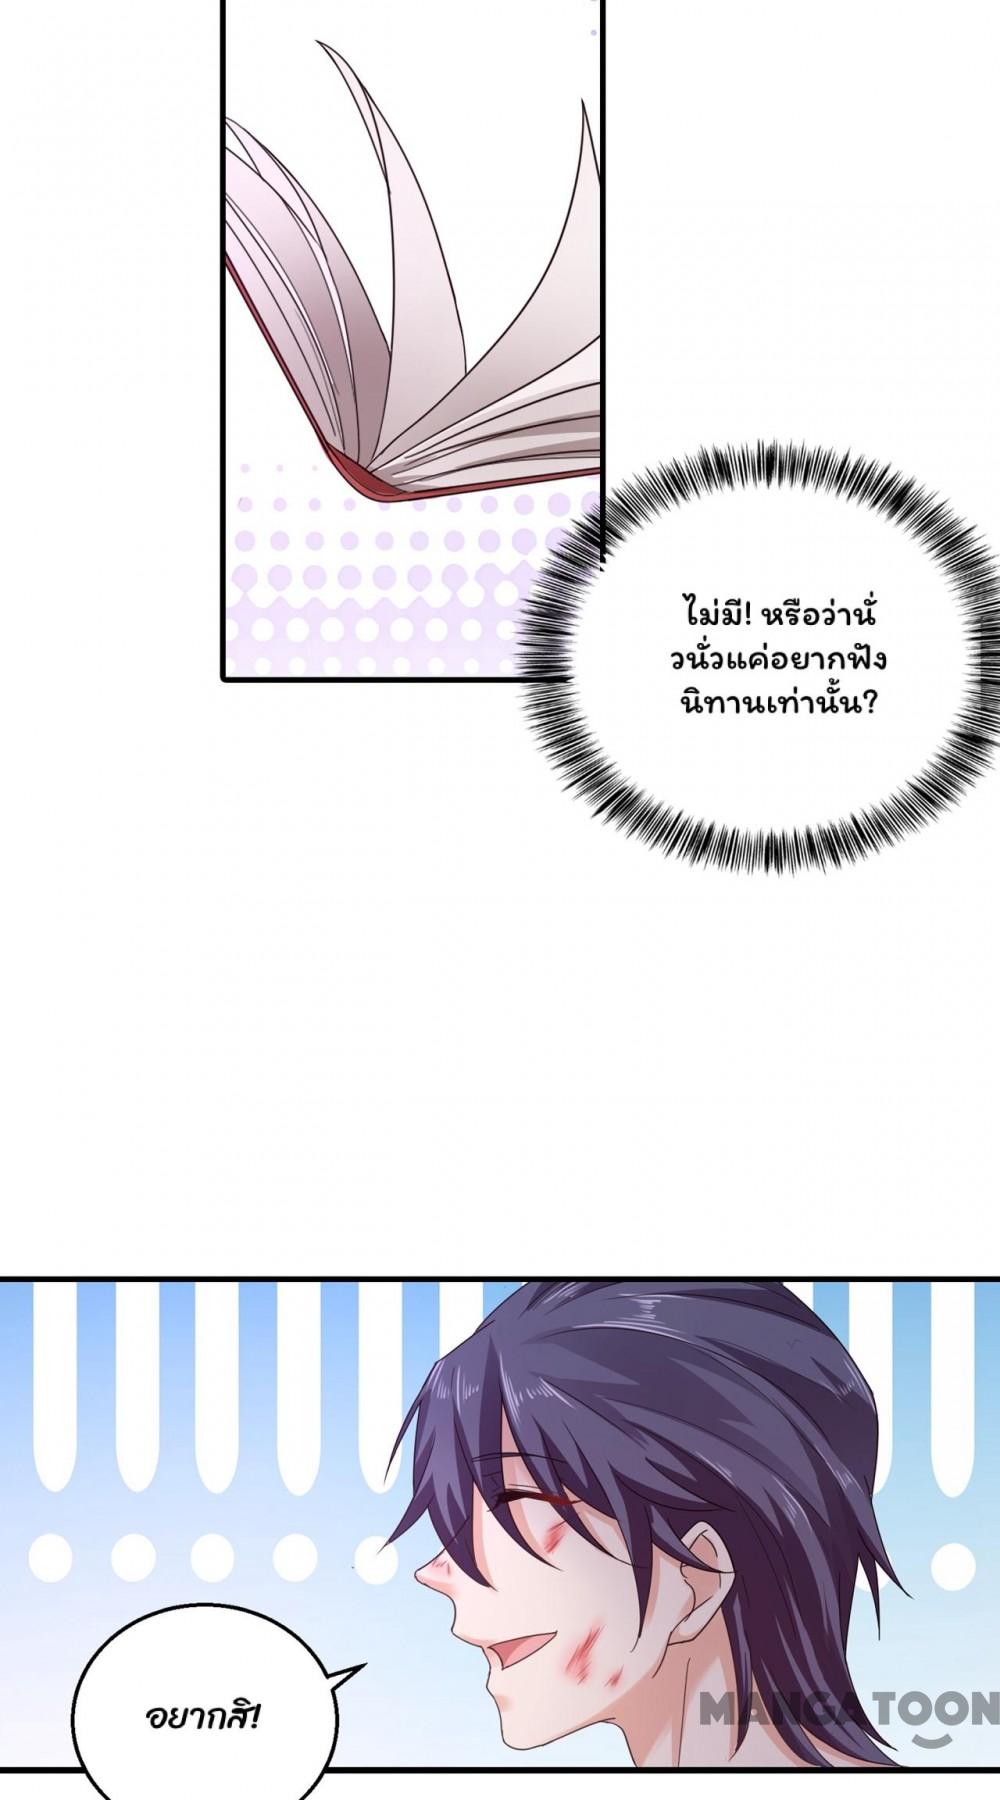 ไม่มี! หรือว่านั่
วนั่วแค่อยากฟัง
นิทานเท่านั้น?
อยากสิ!
MANGATOON